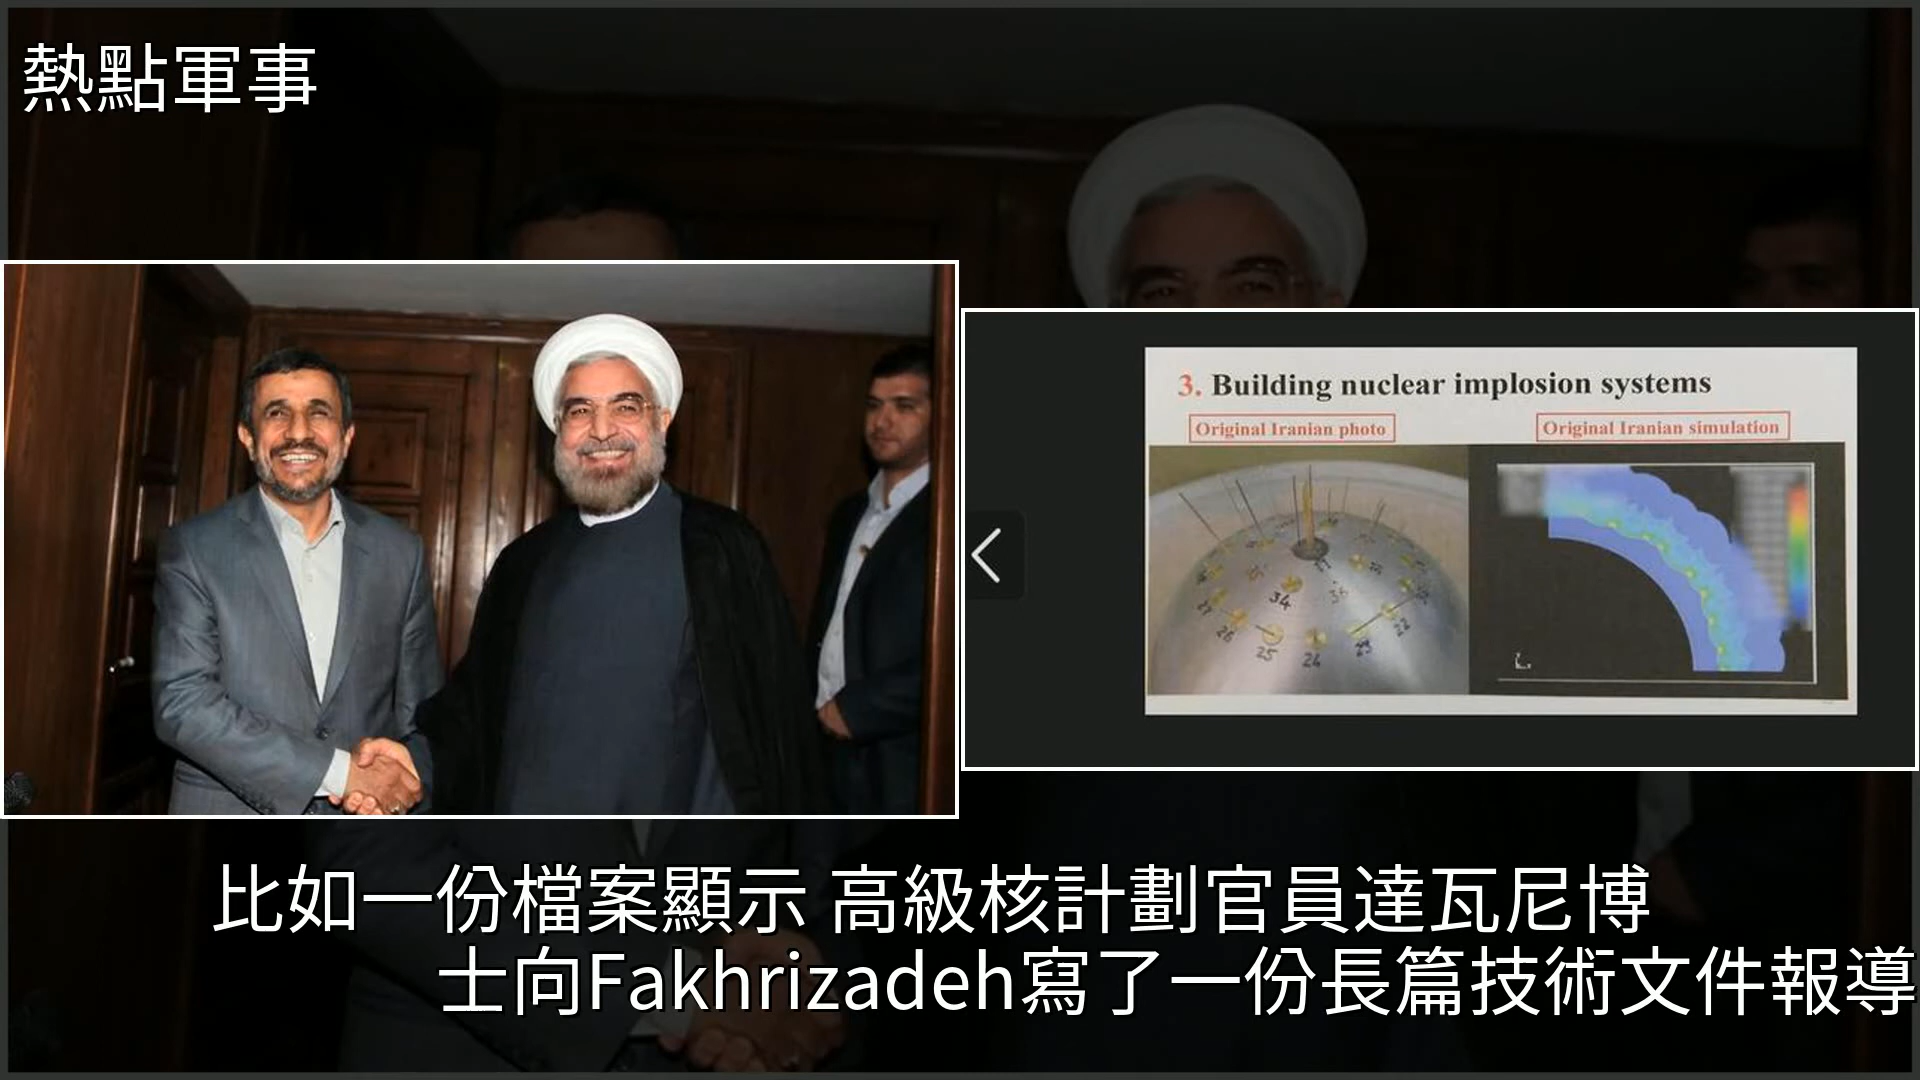 熱點軍事
3. Building nuclear implosion systems
Original Iranian photo
Original Iranian simulation
34
27
26
25
24
比如一份檔案顯示 高級核計劃官員達瓦尼博
士向Fakhrizadeh寫了一份長篇技術文件報導